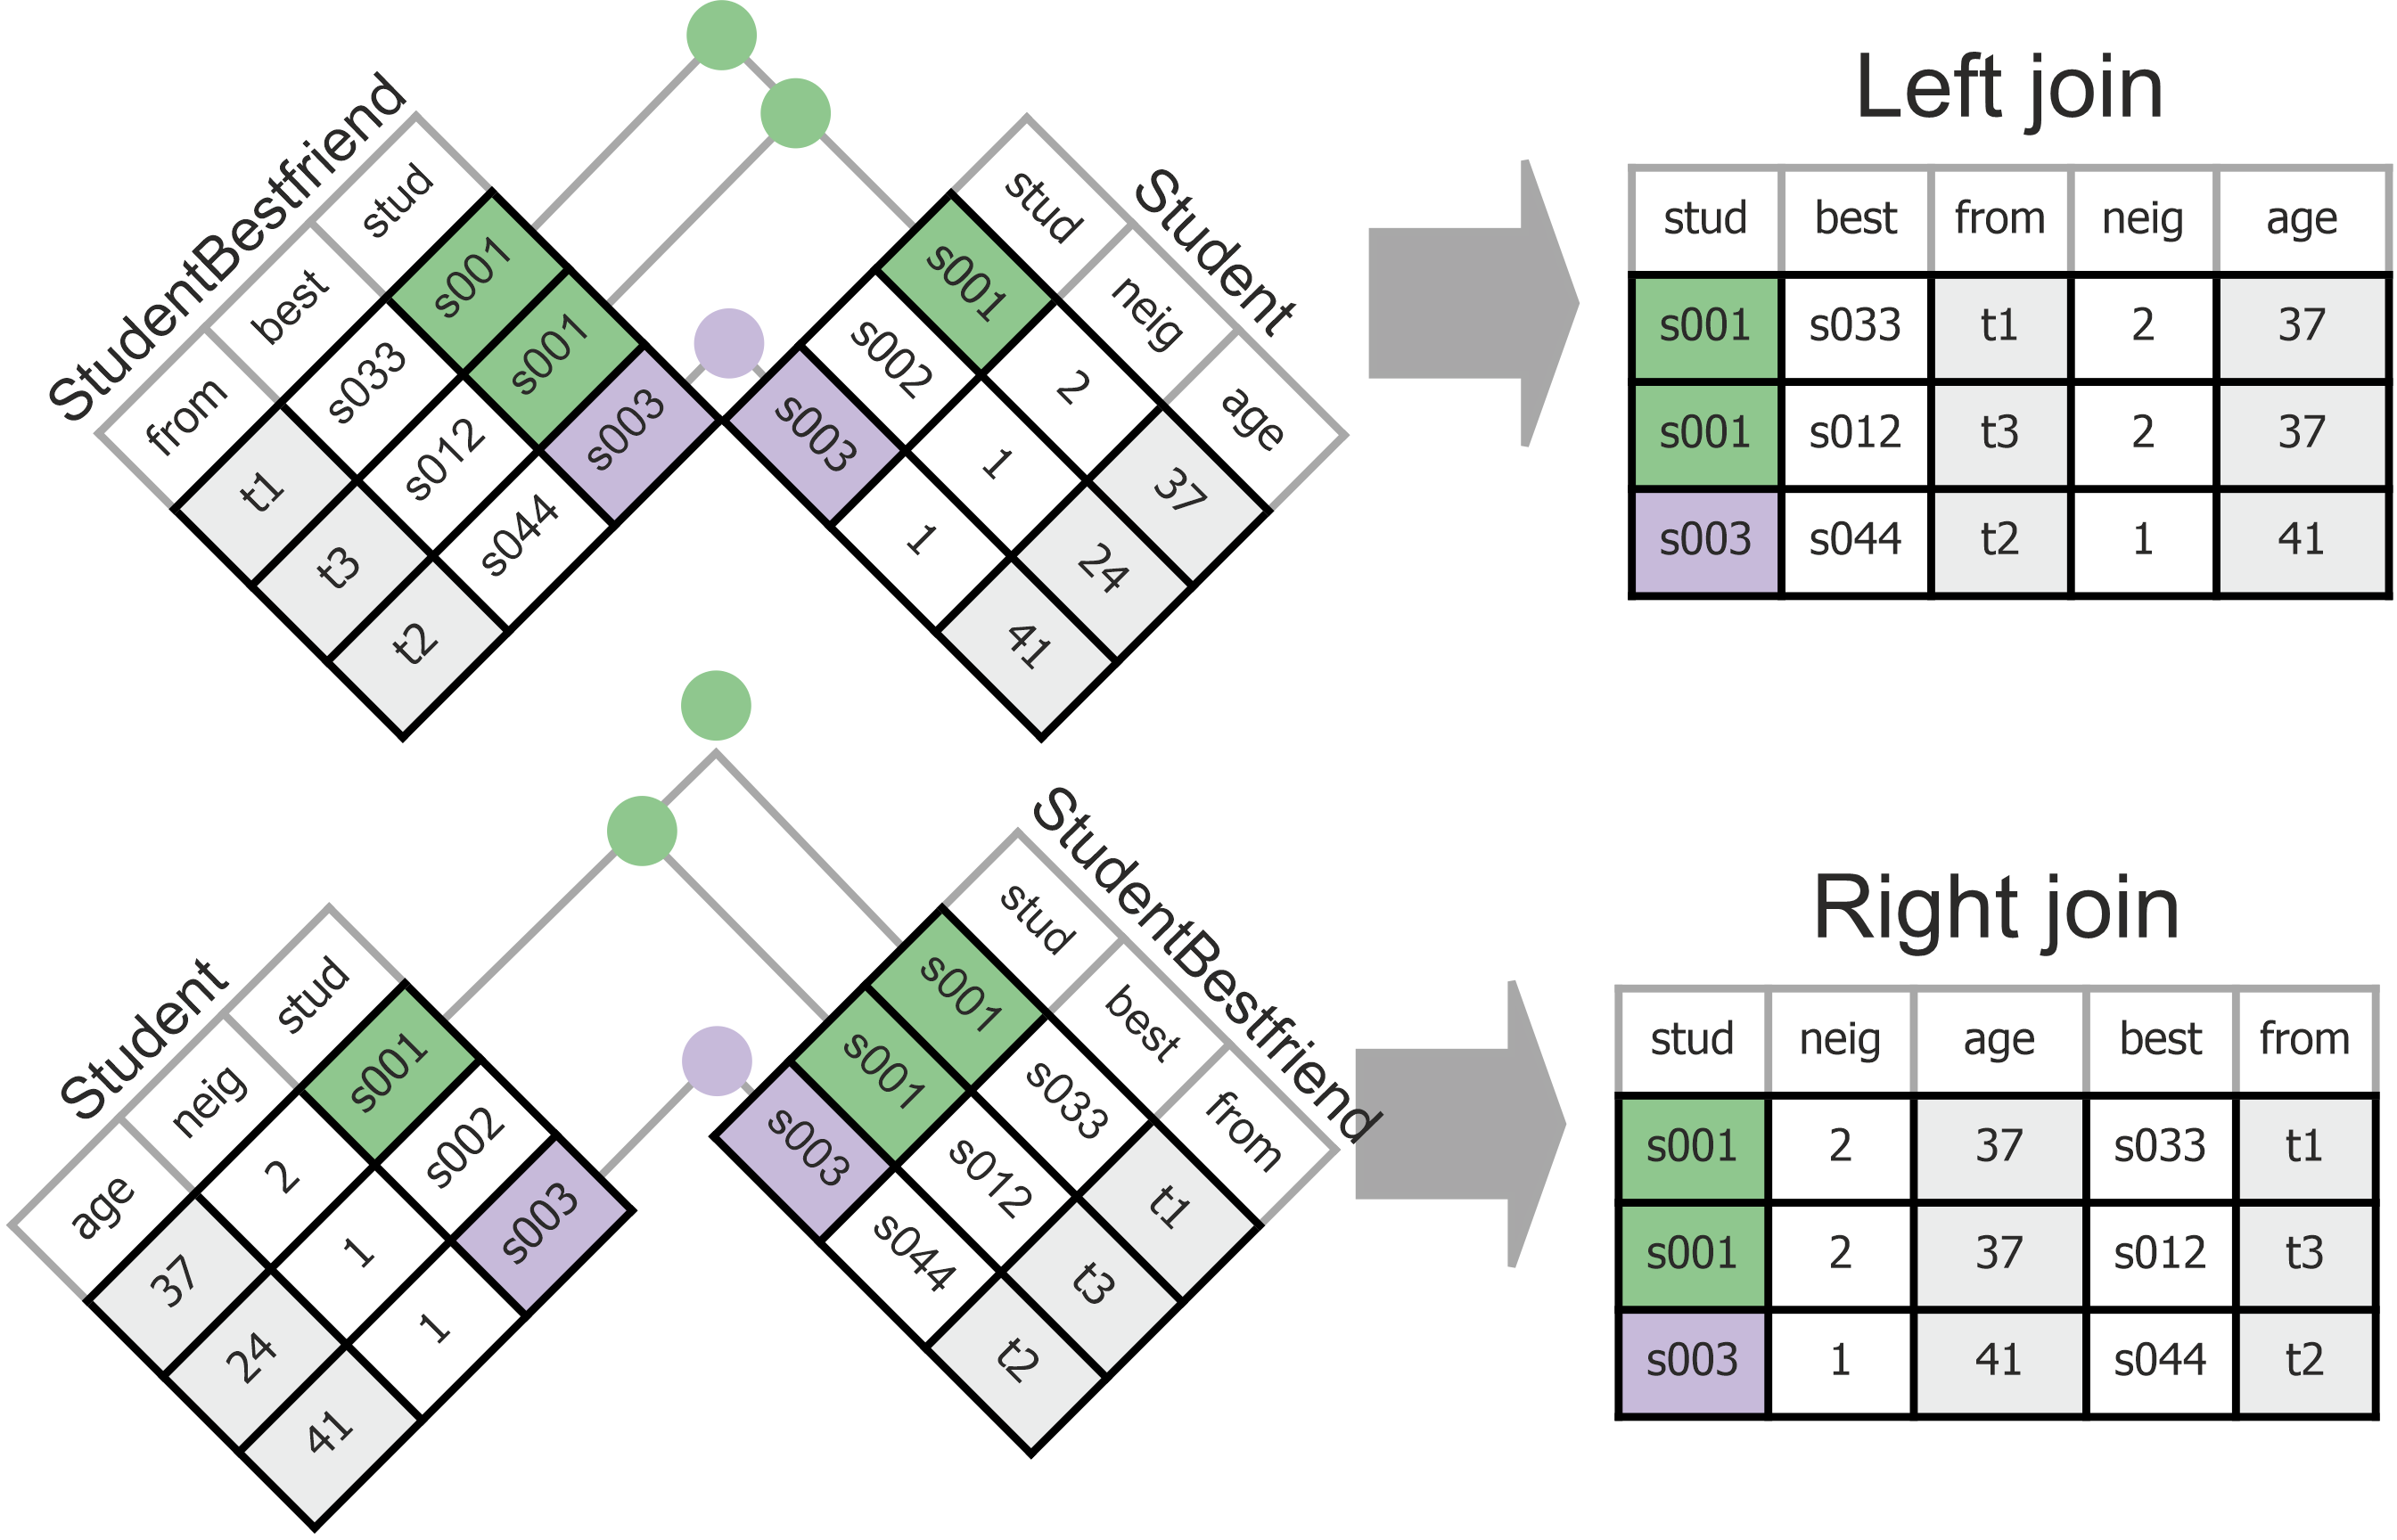 Left join
StudentBestfriend
stud best from
s001 s033 t1
s001 s012 t3
s003 s044 t2
Student
stud neig age
s001 2 37
s002 1 24
s003 1 41
stud best from neig age
s001 s033 t1 2 37
s001 s012 t3 2 37
s003 s044 t2 1 41
Right join
Student
stud neig age
s001 2 37
s002 1 24
s003 1 41
StudentBestfriend
stud best from
s001 s033 t1
s001 s012 t3
s003 s044 t2
stud neig age best from
s001 2 37 s033 t1
s001 2 37 s012 t3
s003 1 41 s044 t2